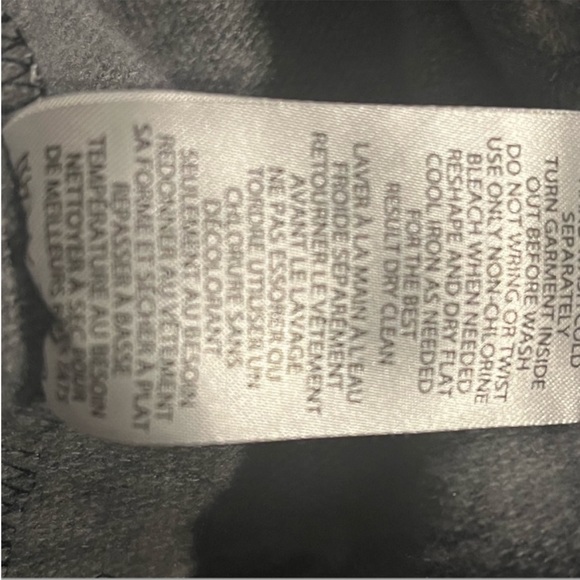 OLD
SEPARATELY
TURN GARMENT INSIDE
OUT BEFORE WASH
DO NOT WRING OR TWIST
USE ONLY NON-CHLORINE
BLEACH WHEN NEEDED
RESHAPE AND DRY FLAT
COOL IRON AS NEEDED
FOR THE BEST
RESULT DRY CLEAN
LAVER À LA MAIN À L'EAU
FROIDE SÉPARÉMENT
RETOURNER LE VÊTEMENT
AVANT LE LAVAGE
NE PAS ESSORER OU
TORDRE UTILISER UN
CHLORURE SANS
DÉCOLORANT
SEULEMENT AU BESOIN
REDONNER AU VÊTEMENT
SA FORME ET SÉCHER À PLAT
REPASSER À BASSE
TEMPÉRATURE AU BESOIN
NETTOYER À SEC POUR
DE MEILLEURS